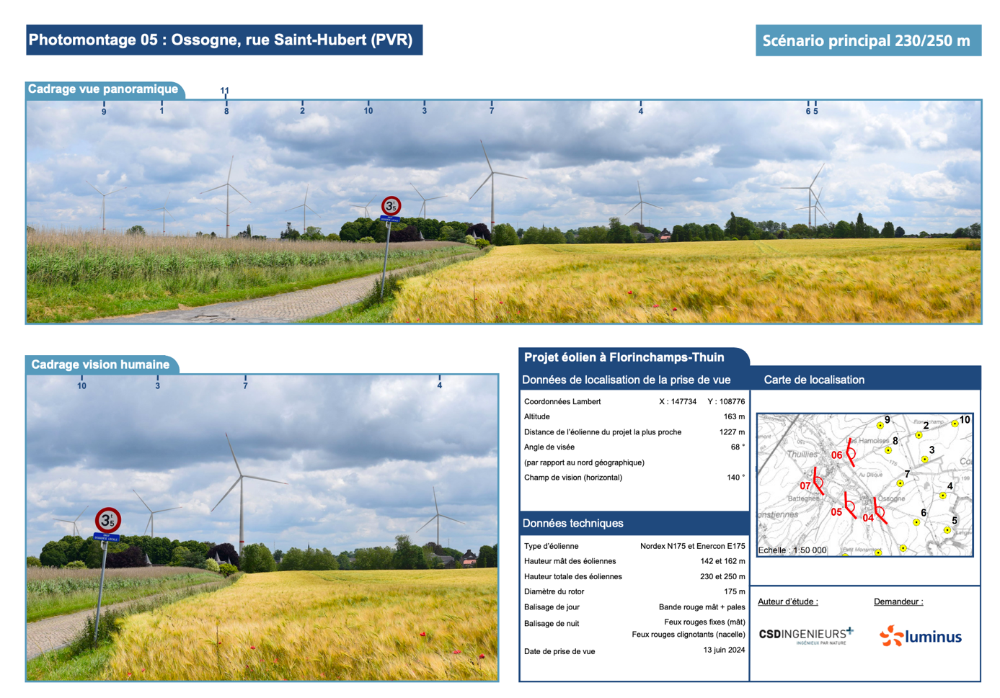 Photomontage 05 : Ossogne, rue Saint-Hubert (PVR)
Scénario principal 230/250 m
Cadrage vue panoramique
11
9 1 8 2 10 3 7 4 6 5
3t5
Cadrage vision humaine
10 3 7 4
3t5
SAUF
DESSERTE LOCALE
Projet éolien à Florinchamps-Thuin
Données de localisation de la prise de vue
Coordonnées Lambert X : 147734 Y : 108776
Altitude 163 m
Distance de l'éolienne du projet la plus proche 1227 m
Angle de visée 68 °
(par rapport au nord géographique)
Champ de vision (horizontal) 140 °
Données techniques
Type d'éolienne Nordex N175 et Enercon E175
Hauteur mât des éoliennes 142 et 162 m
Hauteur totale des éoliennes 230 et 250 m
Diamètre du rotor 175 m
Balisage de jour Bande rouge mât + pales
Balisage de nuit Feux rouges fixes (mât)
Feux rouges clignotants (nacelle)
Date de prise de vue 13 juin 2024
Carte de localisation
9 10
2
Les Hamoises 8
06 3
Thuillies
Au Disque 7
07 4
Battegnes Ossogne
05 04 6
5
Echelle : 1:50 000
Auteur d'étude :
Demandeur :
CSDINGENIEURS+
INGÉNIEUX PAR NATURE
luminus